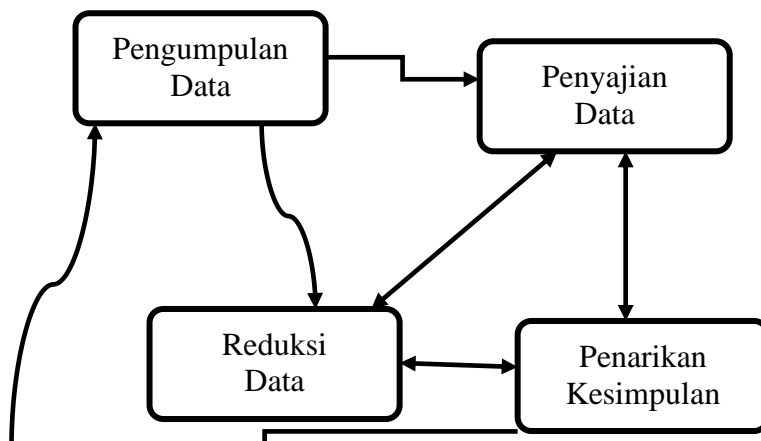 Pengumpulan
Data
Penyajian
Data
Reduksi
Data
Penarikan
Kesimpulan